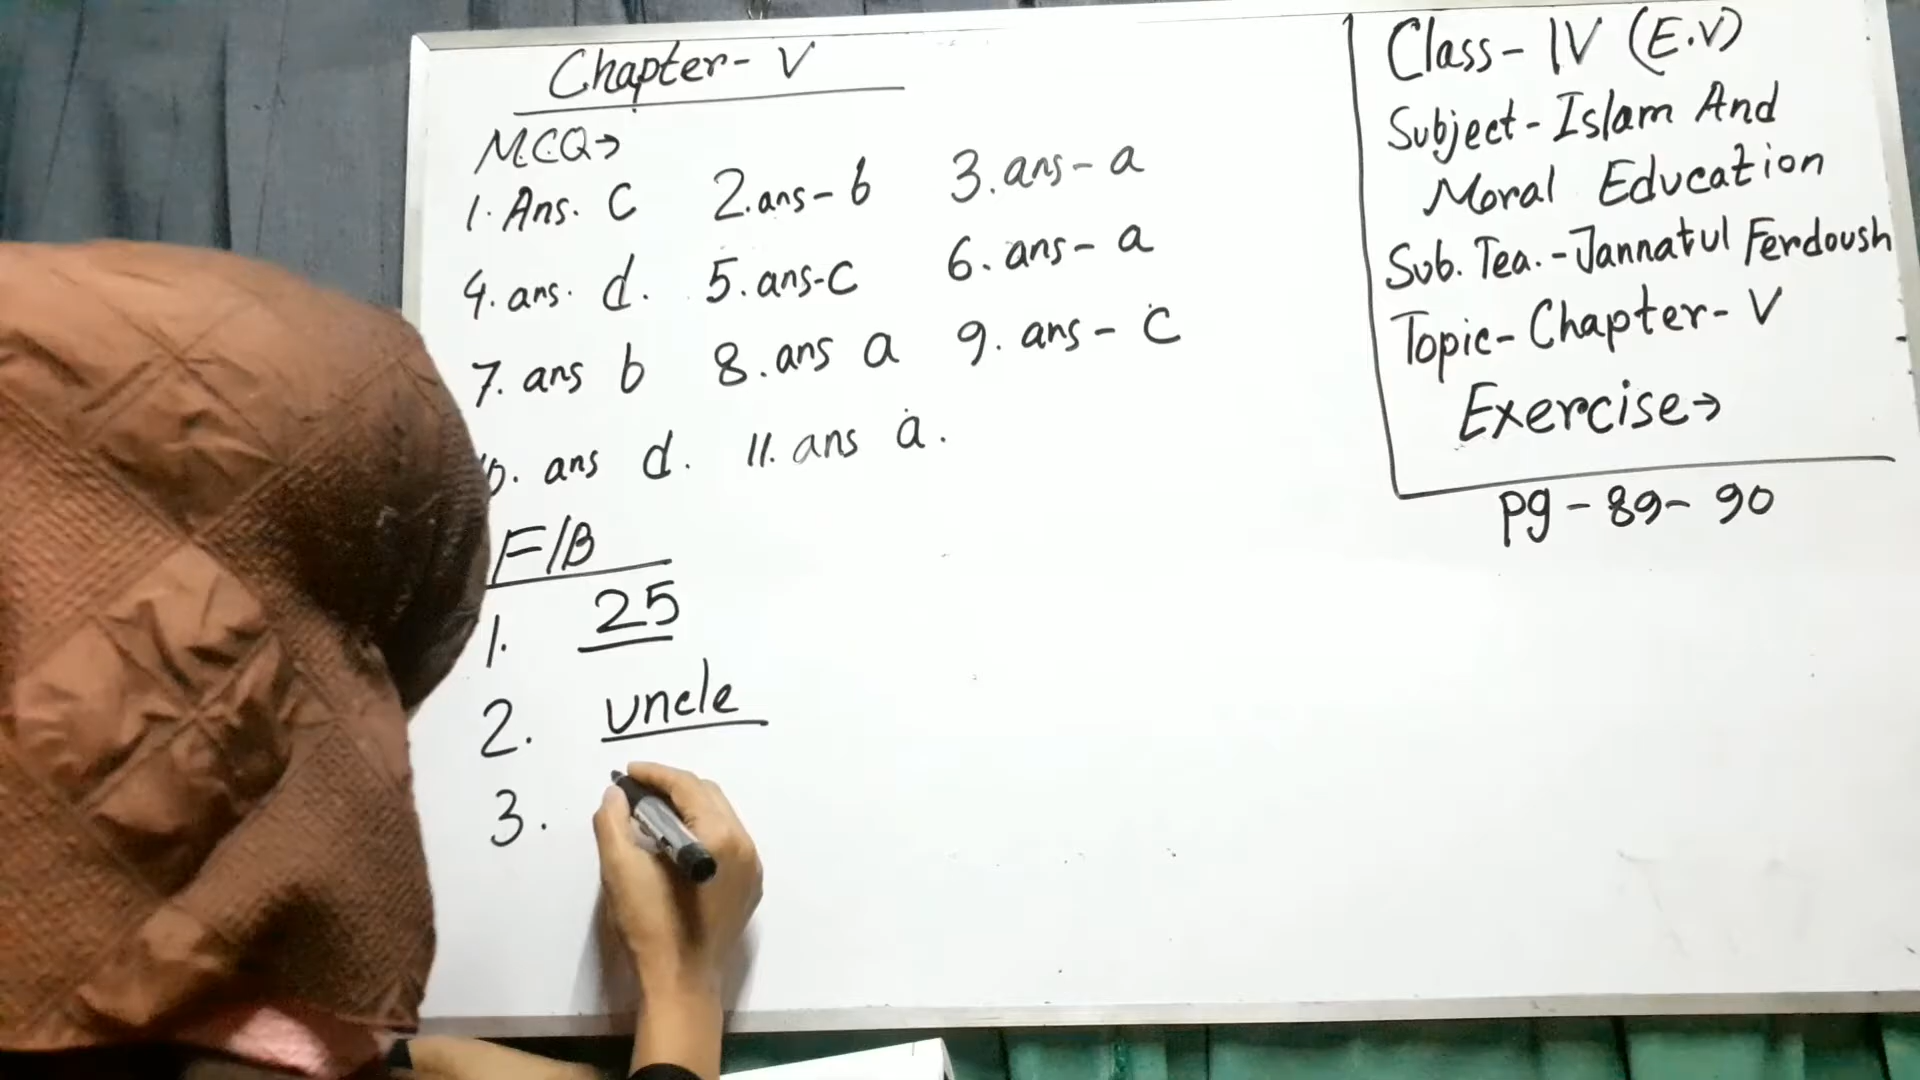 Chapter- V
MCQ→
1. Ans. C 2. ans- b 3. ans- a
4. ans. d. 5. ans-c 6. ans- a
7. ans b 8. ans a 9. ans- c
10. ans d. 11. ans a.
F/B
1. 25
2. uncle
3.
Class- IV (E.V)
Subject- Islam And
Moral Education
Sub. Tea.- Jannatul Ferdoush
Topic- Chapter- V
Exercise→
pg - 89- 90